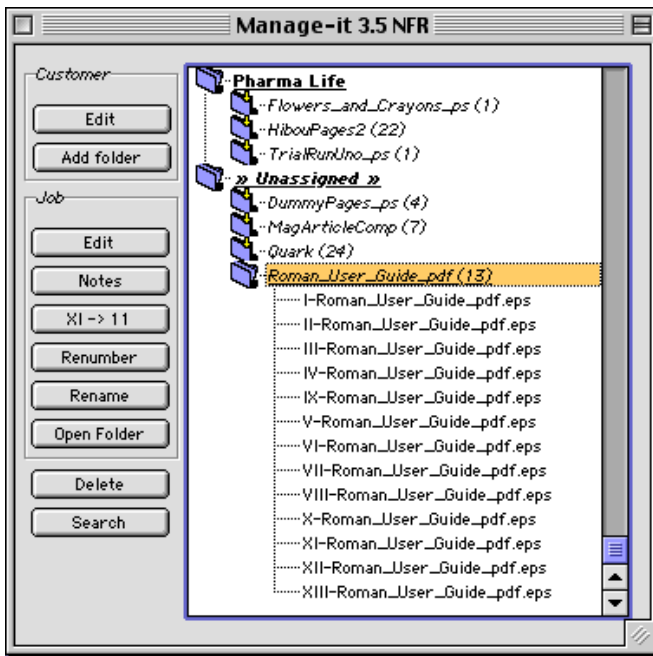 Manage-it 3.5 NFR
Customer
Edit
Add folder
Job
Edit
Notes
XI -> 11
Renumber
Rename
Open Folder
Delete
Search
Pharma Life
Flowers_and_Crayons_ps (1)
HibouPages2 (22)
TrialRunUno_ps (1)
» Unassigned »
DummyPages_ps (4)
MagArticleComp (7)
Quark (24)
Roman_User_Guide_pdf (13)
I-Roman_User_Guide_pdf.eps
II-Roman_User_Guide_pdf.eps
III-Roman_User_Guide_pdf.eps
IV-Roman_User_Guide_pdf.eps
IX-Roman_User_Guide_pdf.eps
V-Roman_User_Guide_pdf.eps
VI-Roman_User_Guide_pdf.eps
VII-Roman_User_Guide_pdf.eps
VIII-Roman_User_Guide_pdf.eps
X-Roman_User_Guide_pdf.eps
XI-Roman_User_Guide_pdf.eps
XII-Roman_User_Guide_pdf.eps
XIII-Roman_User_Guide_pdf.eps